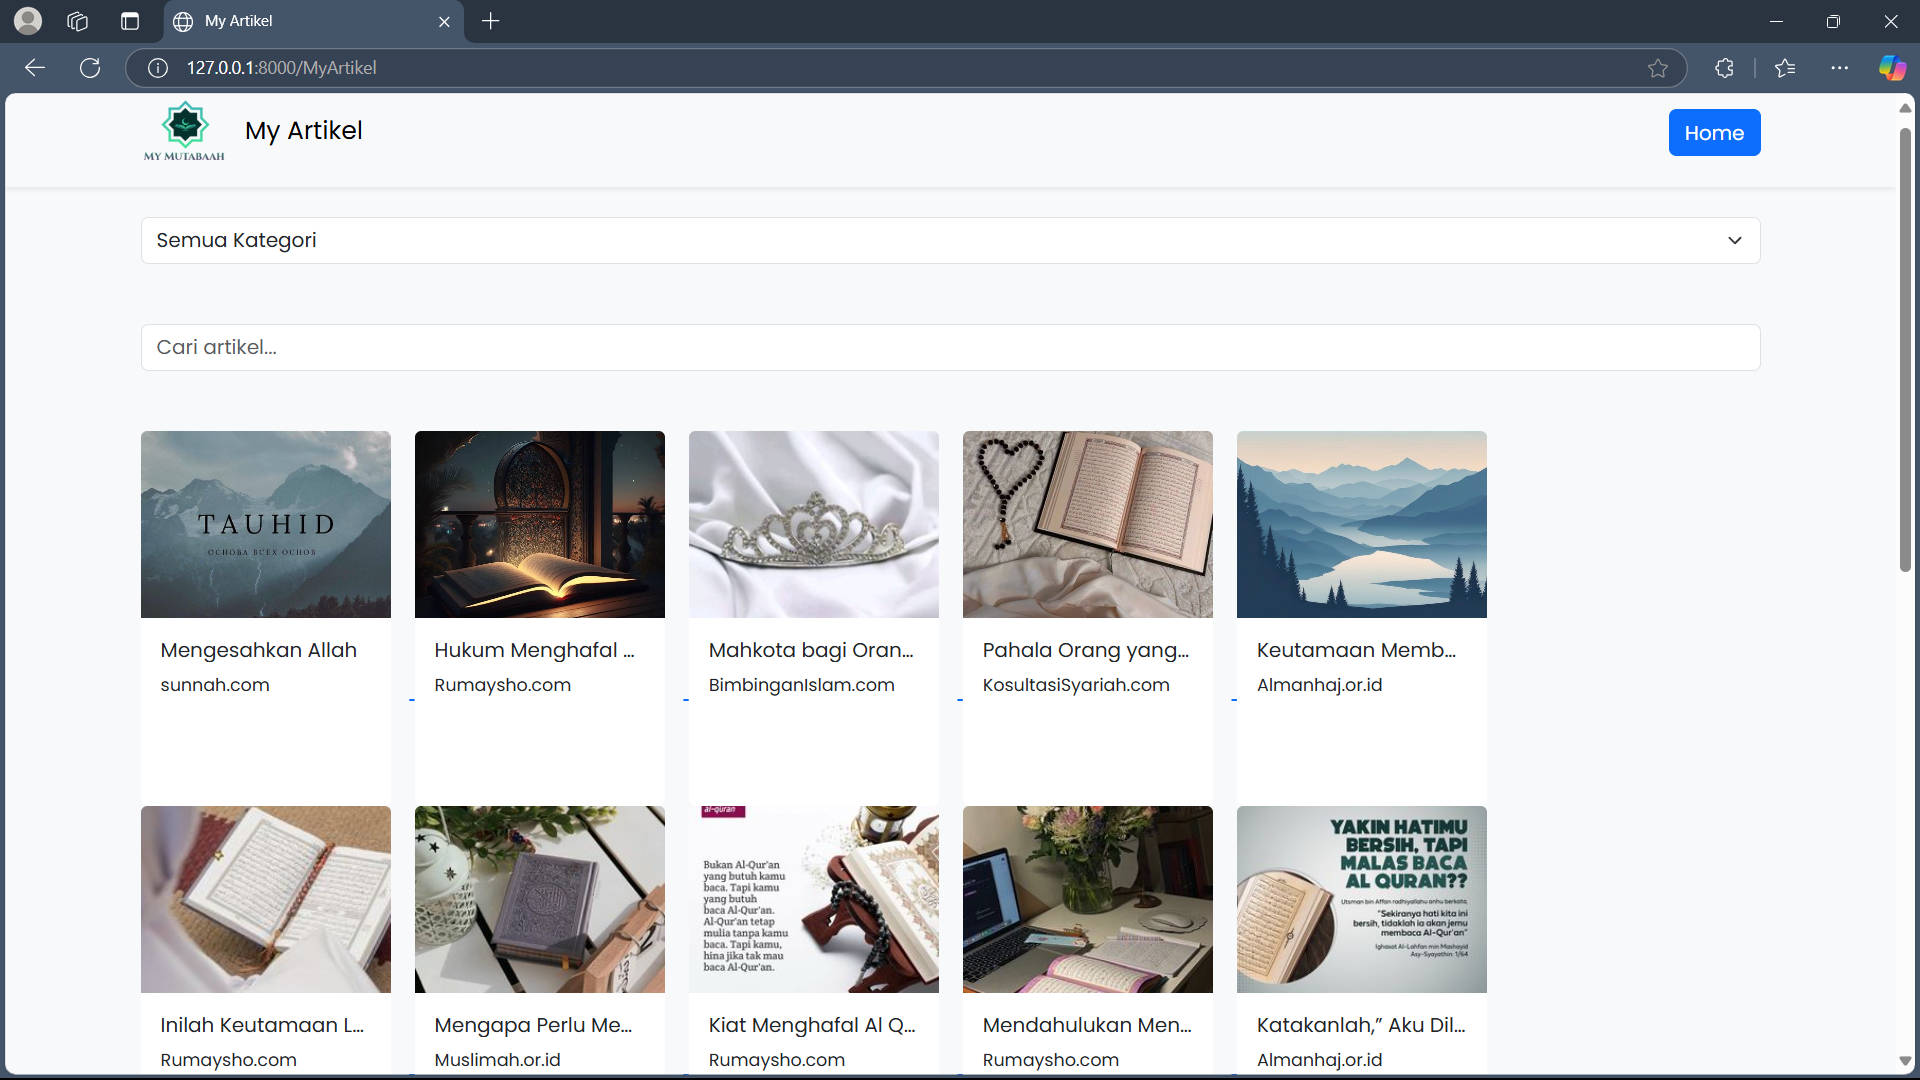 My Artikel
127.0.0.1:8000/MyArtikel
MY MUTABAAH
My Artikel
Home
Semua Kategori
Cari artikel...
TAUHID
ОСНОВА ВСЕХ ОСНОВ
Mengesahkan Allah
sunnah.com
Hukum Menghafal ...
Rumaysho.com
Mahkota bagi Oran...
BimbinganIslam.com
Pahala Orang yang...
KosultasiSyariah.com
Keutamaan Memb...
Almanhaj.or.id
al-quran
Bukan Al-Qur'an
yang butuh kamu
baca. Tapi kamu
yang butuh
baca Al-Qur'an.
Al-Qur'an tetap
mulia tanpa kamu
baca. Tapi kamu,
hina jika tak mau
baca Al-Qur'an.
YAKIN HATIMU
BERSIH, TAPI
MALAS BACA
AL QURAN??
Utsman bin Affan radhiyallahu anhu berkata,
"Sekiranya hati kita ini
bersih, tidaklah ia akan jemu
membaca Al-Qur'an"
Ighasat Al-Lahfan min Mashayid
Asy-Syayathin: 1/64
Inilah Keutamaan L...
Rumaysho.com
Mengapa Perlu Me...
Muslimah.or.id
Kiat Menghafal Al Q...
Rumaysho.com
Mendahulukan Men...
Rumaysho.com
Katakanlah,” Aku Dil...
Almanhaj.or.id